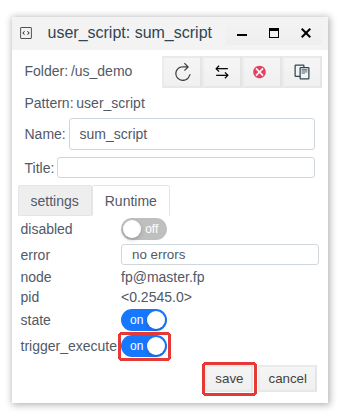 user_script: sum_script
Folder: /us_demo
Pattern: user_script
Name: sum_script
Title:
settings Runtime
disabled off
error no errors
node fp@master.fp
pid <0.2545.0>
state on
trigger_execute on
save cancel